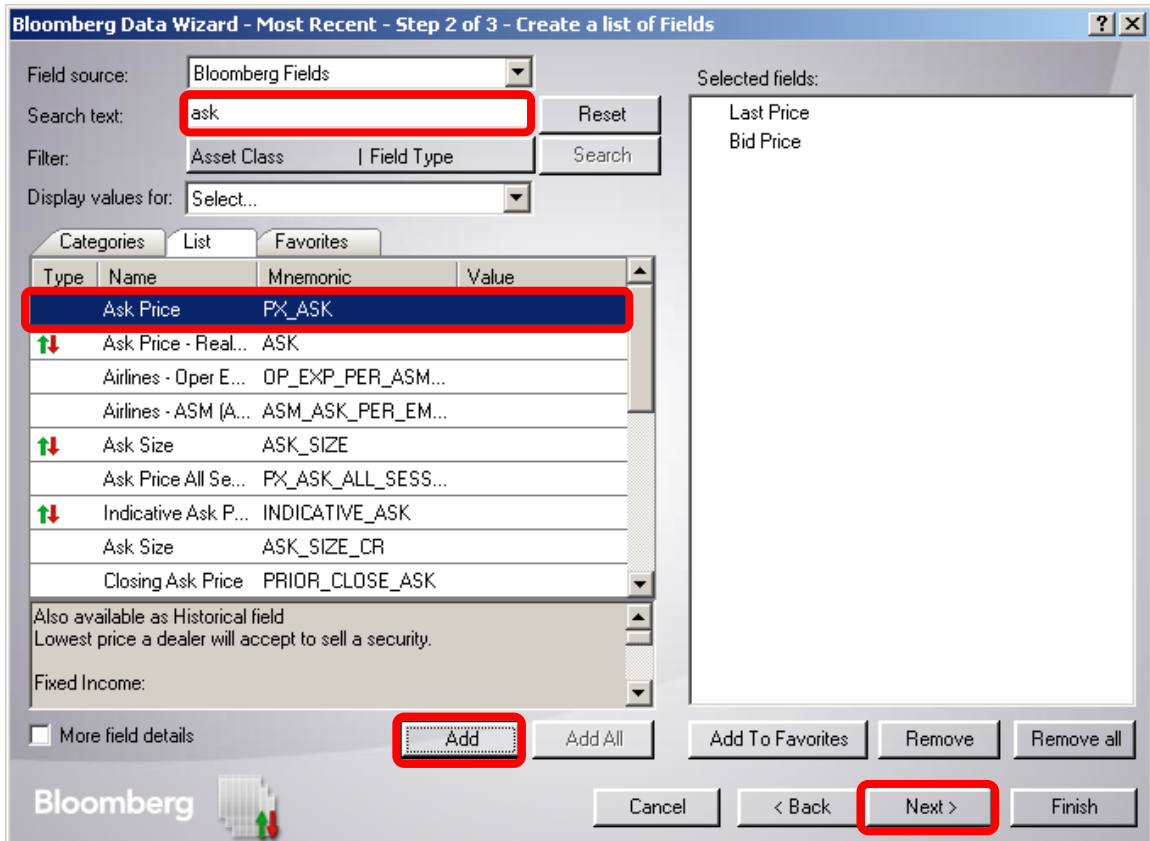 Bloomberg Data Wizard - Most Recent - Step 2 of 3 - Create a list of Fields
Field source: Bloomberg Fields
Search text: ask Reset
Filter: Asset Class | Field Type Search
Display values for: Select...
Categories List Favorites
Type Name Mnemonic Value
Ask Price PX_ASK
Ask Price - Real... ASK
Airlines - Oper E... OP_EXP_PER_ASM...
Airlines - ASM (A... ASM_ASK_PER_EM...
Ask Size ASK_SIZE
Ask Price All Se... PX_ASK_ALL_SESS...
Indicative Ask P... INDICATIVE_ASK
Ask Size ASK_SIZE_CR
Closing Ask Price PRIOR_CLOSE_ASK
Also available as Historical field
Lowest price a dealer will accept to sell a security.
Fixed Income:
More field details Add Add All
Selected fields:
Last Price
Bid Price
Add To Favorites Remove Remove all
Bloomberg
Cancel < Back Next > Finish